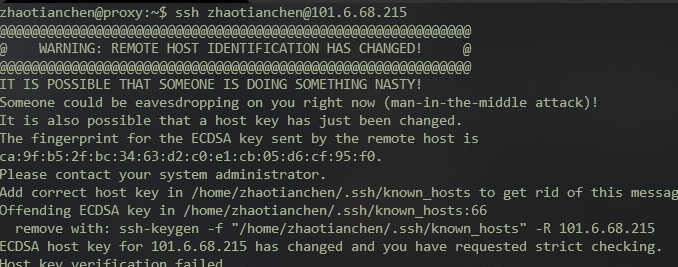 zhaotianchen@proxy:~$ ssh zhaotianchen@101.6.68.215
@@@@@@@@@@@@@@@@@@@@@@@@@@@@@@@@@@@@@@@@@@@@@@@@@@@@@@@@@@@
@    WARNING: REMOTE HOST IDENTIFICATION HAS CHANGED!     @
@@@@@@@@@@@@@@@@@@@@@@@@@@@@@@@@@@@@@@@@@@@@@@@@@@@@@@@@@@@
IT IS POSSIBLE THAT SOMEONE IS DOING SOMETHING NASTY!
Someone could be eavesdropping on you right now (man-in-the-middle attack)!
It is also possible that a host key has just been changed.
The fingerprint for the ECDSA key sent by the remote host is
ca:9f:b5:2f:bc:34:63:d2:c0:e1:cb:05:d6:cf:95:f0.
Please contact your system administrator.
Add correct host key in /home/zhaotianchen/.ssh/known_hosts to get rid of this messag
Offending ECDSA key in /home/zhaotianchen/.ssh/known_hosts:66
  remove with: ssh-keygen -f "/home/zhaotianchen/.ssh/known_hosts" -R 101.6.68.215
ECDSA host key for 101.6.68.215 has changed and you have requested strict checking.
Host key verification failed